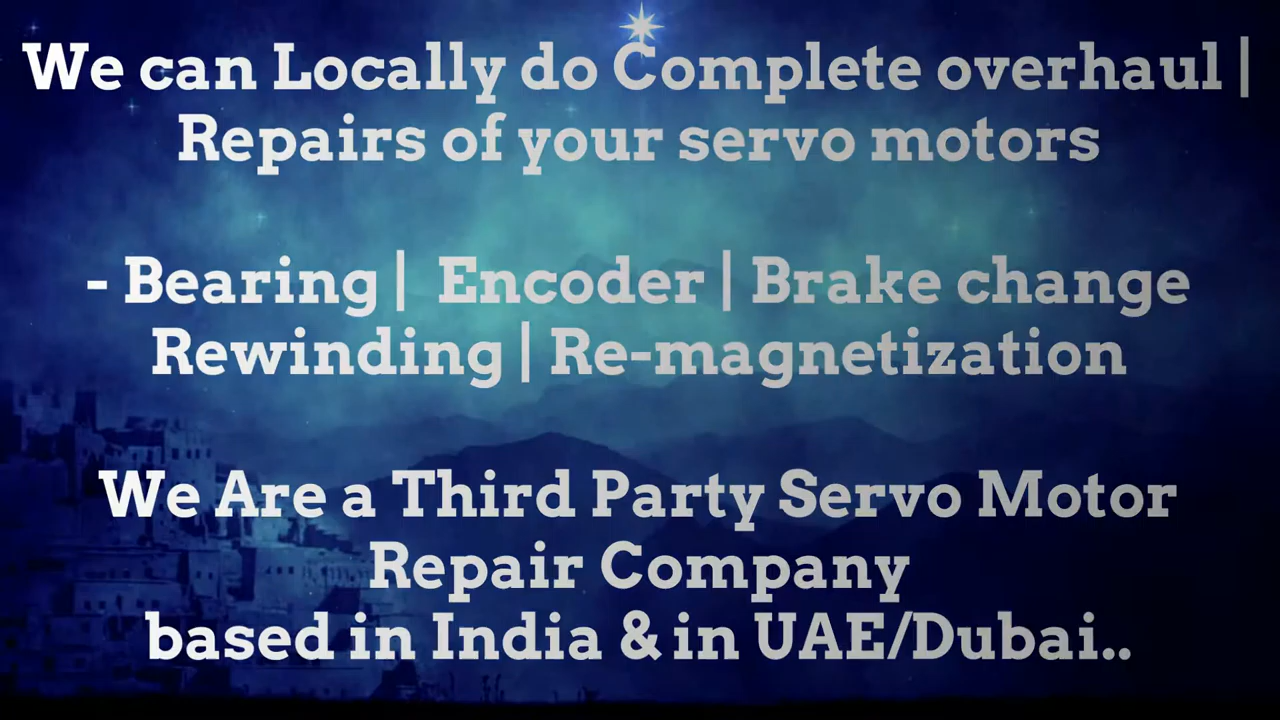 We can Locally do Complete overhaul |
Repairs of your servo motors
- Bearing | Encoder | Brake change
Rewinding | Re-magnetization
We Are a Third Party Servo Motor
Repair Company
based in India & in UAE/Dubai..